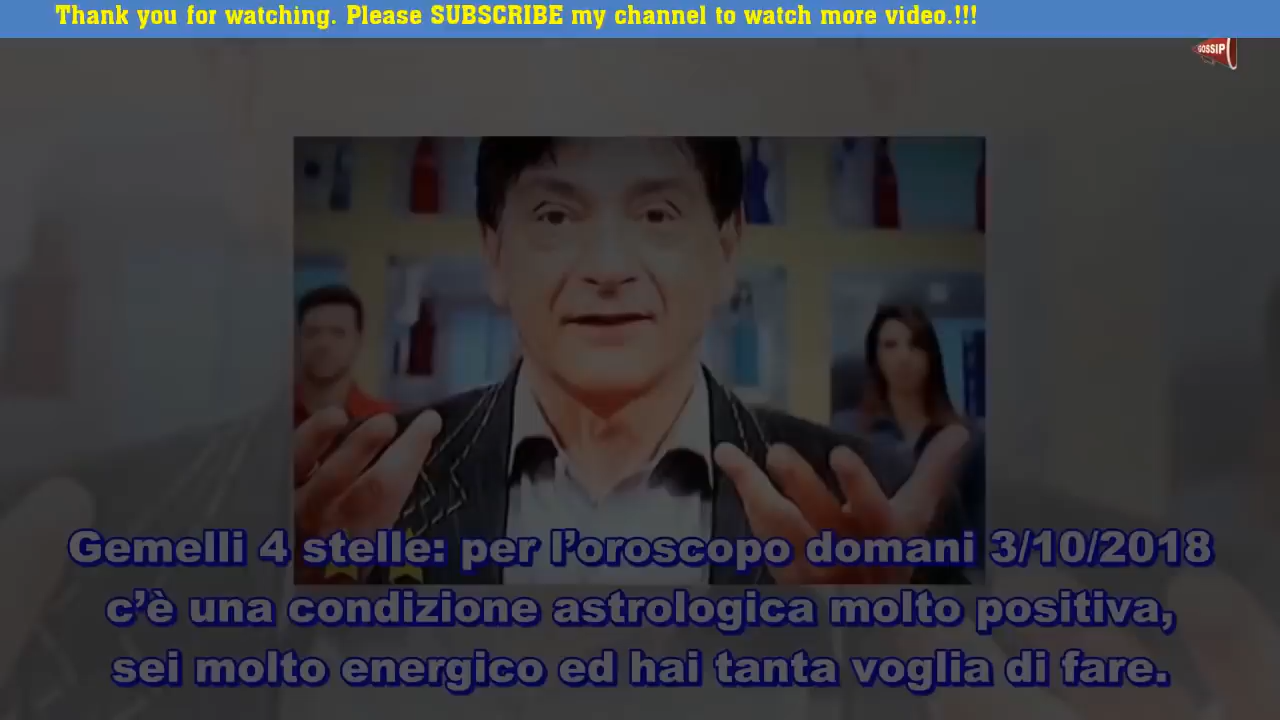 Thank you for watching. Please SUBSCRIBE my channel to watch more video.!!!
GOSSIP
Gemelli 4 stelle: per l’oroscopo domani 3/10/2018
c’è una condizione astrologica molto positiva,
sei molto energico ed hai tanta voglia di fare.